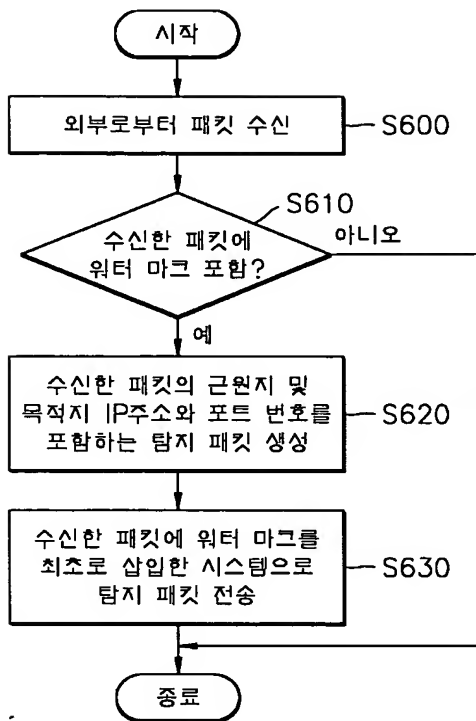 시작
외부로부터 패킷 수신
S600
S610
수신한 패킷에
워터 마크 포함?
아니오
예
수신한 패킷의 근원지 및
목적지 IP주소와 포트 번호를
포함하는 탐지 패킷 생성
S620
수신한 패킷에 워터 마크를
최초로 삽입한 시스템으로
탐지 패킷 전송
S630
종료